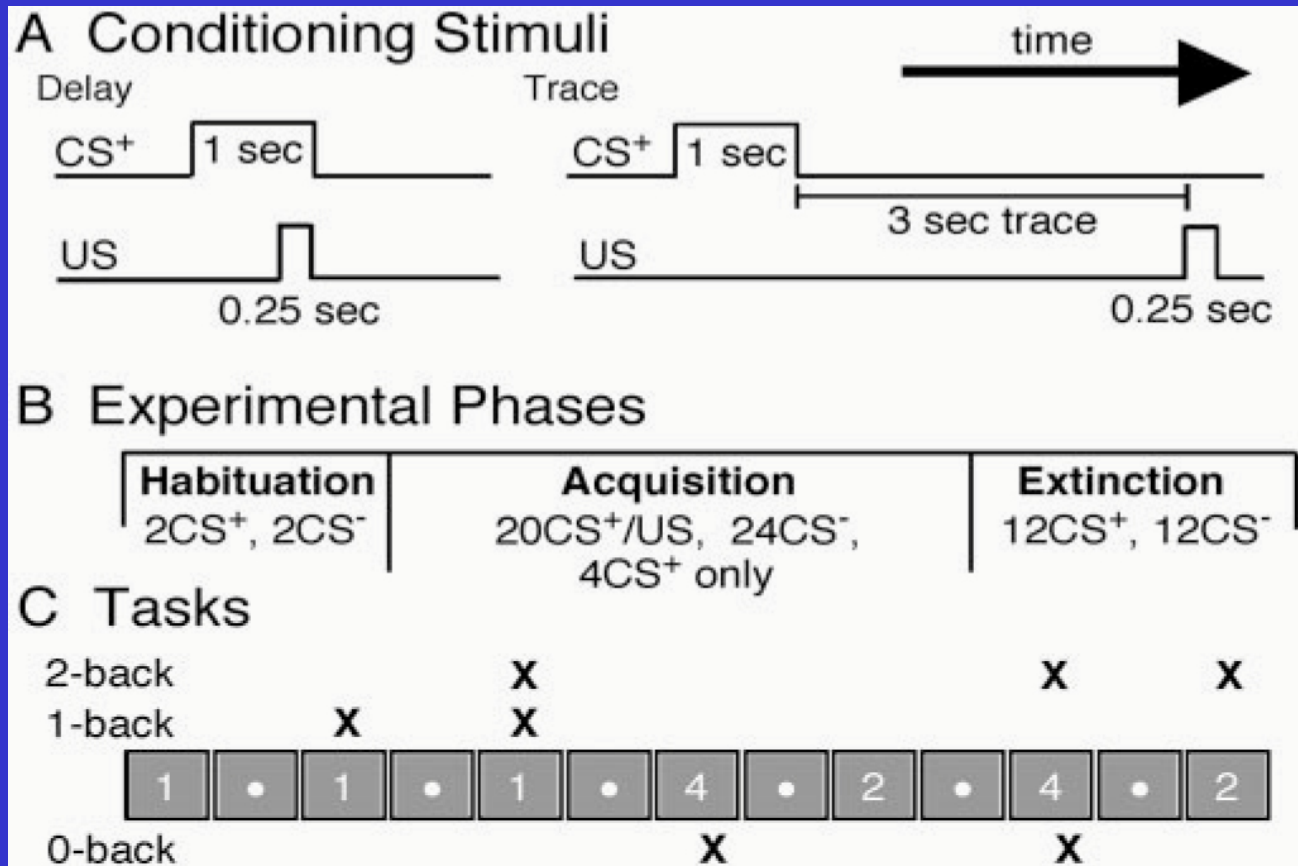 A Conditioning Stimuli
time
Delay
Trace
CS⁺ 1 sec
CS⁺ 1 sec
3 sec trace
US
US
0.25 sec
0.25 sec
B Experimental Phases
Habituation
2CS⁺, 2CS⁻
Acquisition
20CS⁺/US, 24CS⁻,
4CS⁺ only
Extinction
12CS⁺, 12CS⁻
C Tasks
2-back X X X
1-back X X
1 • 1 • 1 • 4 • 2 • 4 • 2
0-back X X